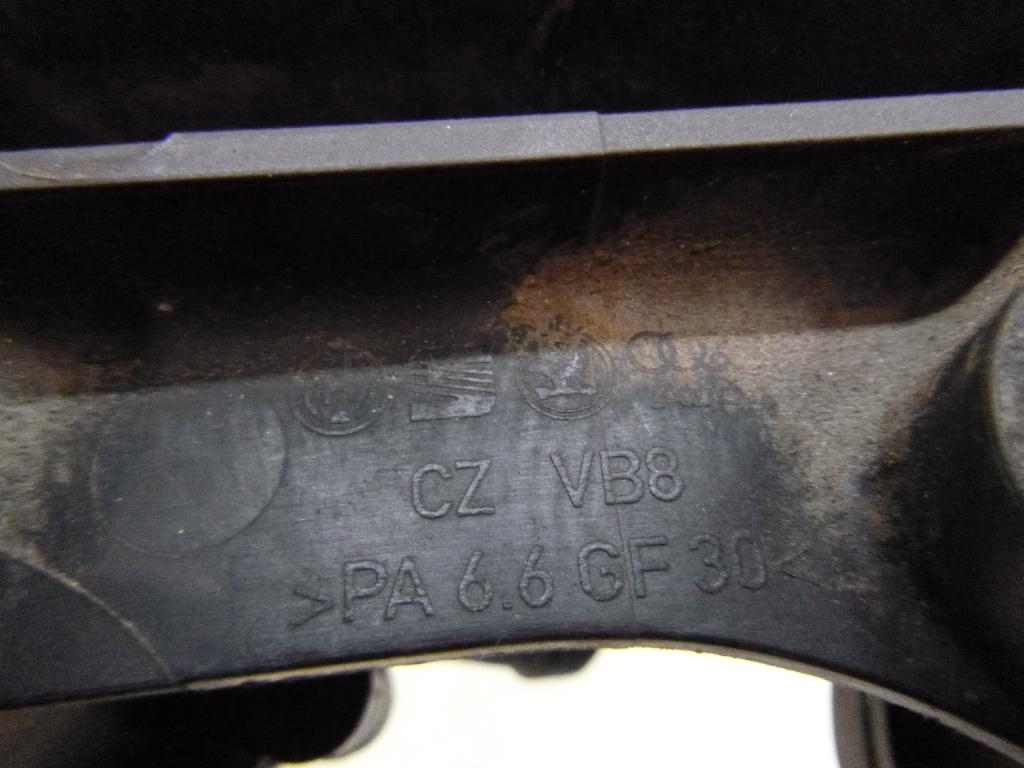 CZ VB8
>PA 6.6 GF 30<